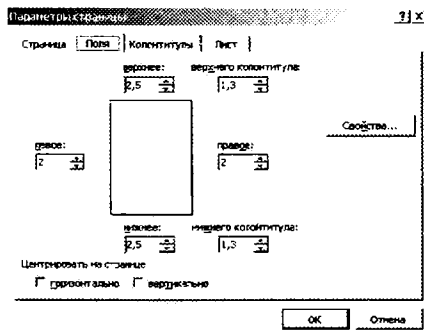 Параметры страницы ? x
Страница Поля Колонтитулы Лист
верхнее: верхнего колонтитула:
2,5 1,3
Свойства...
левое: правое:
2 2
нижнее: нижнего колонтитула:
2,5 1,3
Центрировать на странице
горизонтально вертикально
ОК Отмена